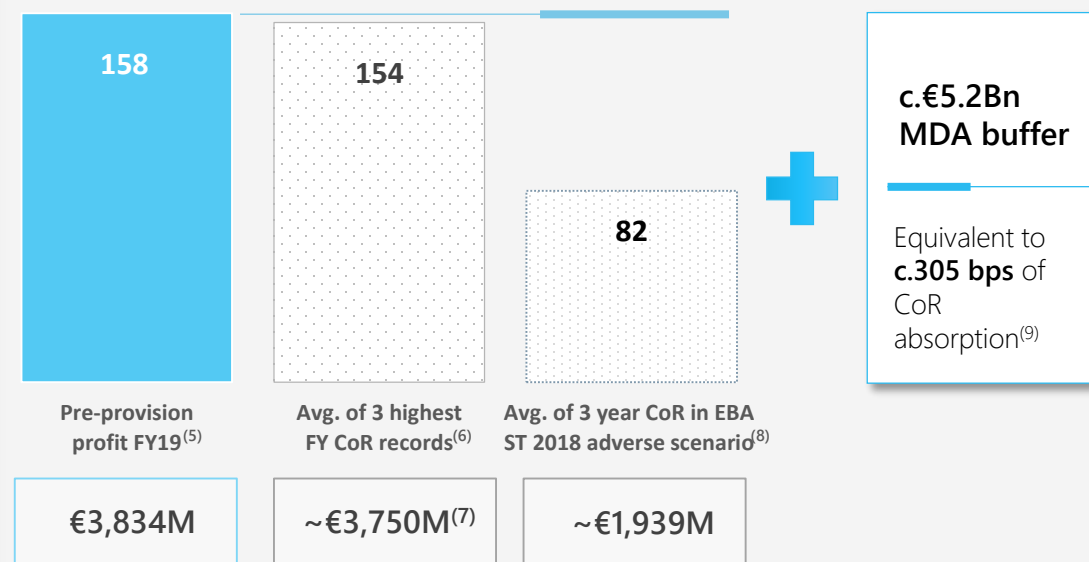 158
154
82
Pre-provision
profit FY19(5)
Avg. of 3 highest
FY CoR records(6)
Avg. of 3 year CoR in EBA
ST 2018 adverse scenario(8)
€3,834M
~€3,750M(7)
~€1,939M
c.€5.2Bn
MDA buffer
Equivalent to
c.305 bps of
CoR
absorption(9)